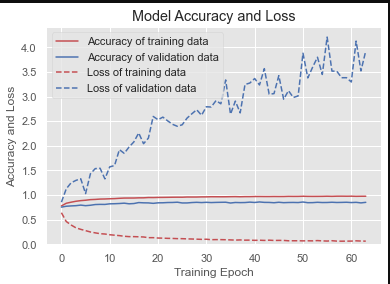 Model Accuracy and Loss
Accuracy of training data
Accuracy of validation data
Loss of training data
Loss of validation data
Accuracy and Loss
4.0
3.5
3.0
2.5
2.0
1.5
1.0
0.5
0.0
0 10 20 30 40 50 60
Training Epoch